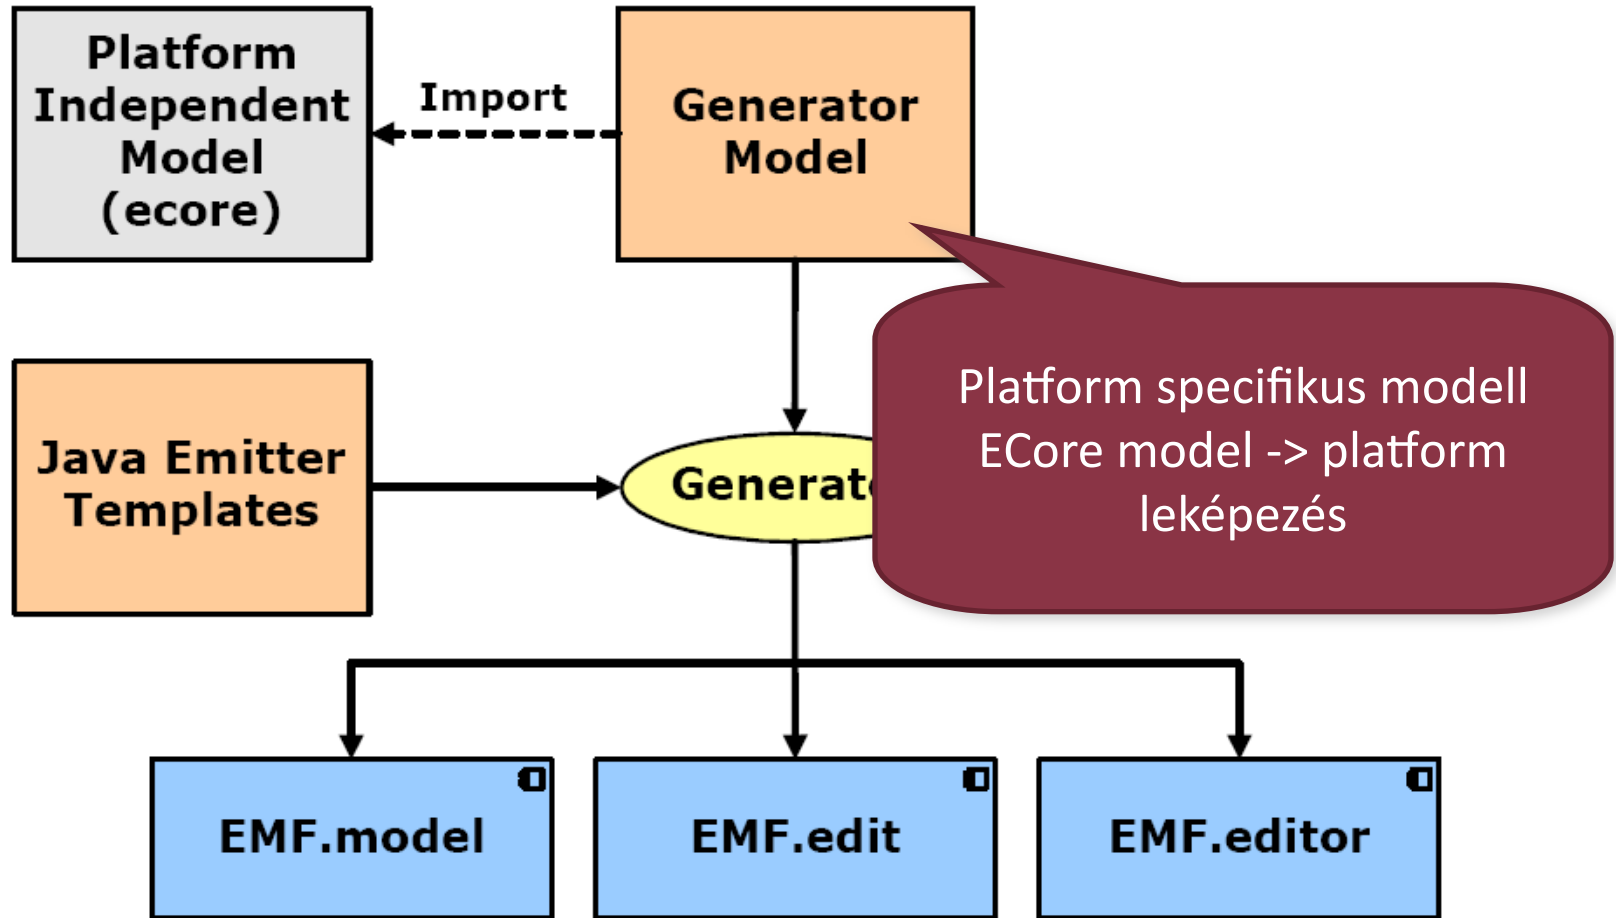 Platform
Independent
Model
(ecore)
Import
Generator
Model
Platform specifikus modell
ECore model -> platform
leképezés
Java Emitter
Templates
EMF.model
EMF.edit
EMF.editor